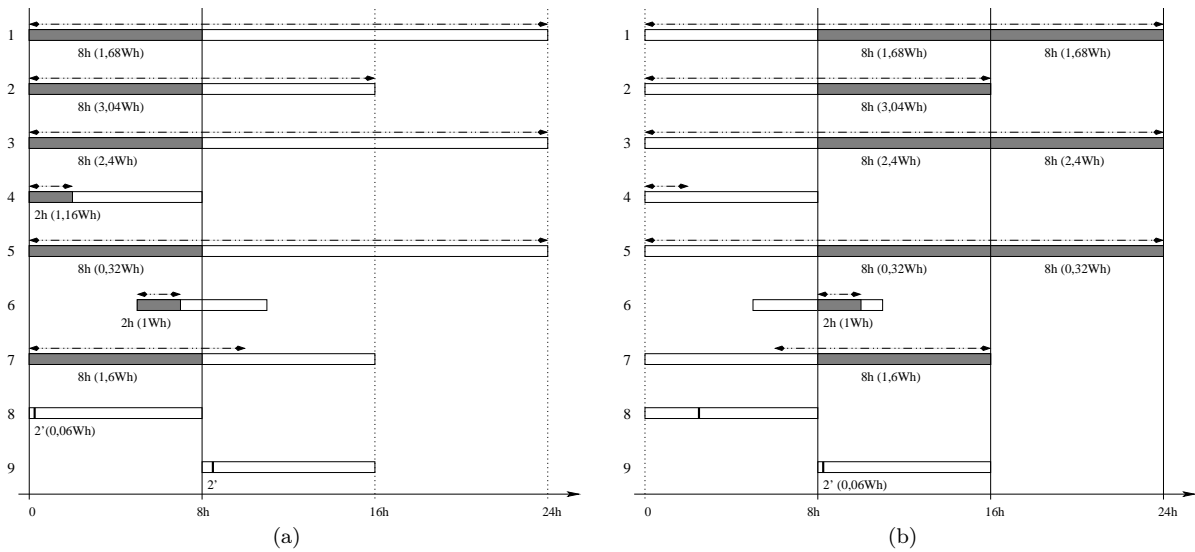 1
8h (1,68Wh)
2
8h (3,04Wh)
3
8h (2,4Wh)
4
2h (1,16Wh)
5
8h (0,32Wh)
6
2h (1Wh)
7
8h (1,6Wh)
8
2’(0,06Wh)
9
2’
0 8h 16h 24h
(a)
1
8h (1,68Wh) 8h (1,68Wh)
2
8h (3,04Wh)
3
8h (2,4Wh) 8h (2,4Wh)
4
5
8h (0,32Wh) 8h (0,32Wh)
6
2h (1Wh)
7
8h (1,6Wh)
8
9
2’ (0,06Wh)
0 8h 16h 24h
(b)